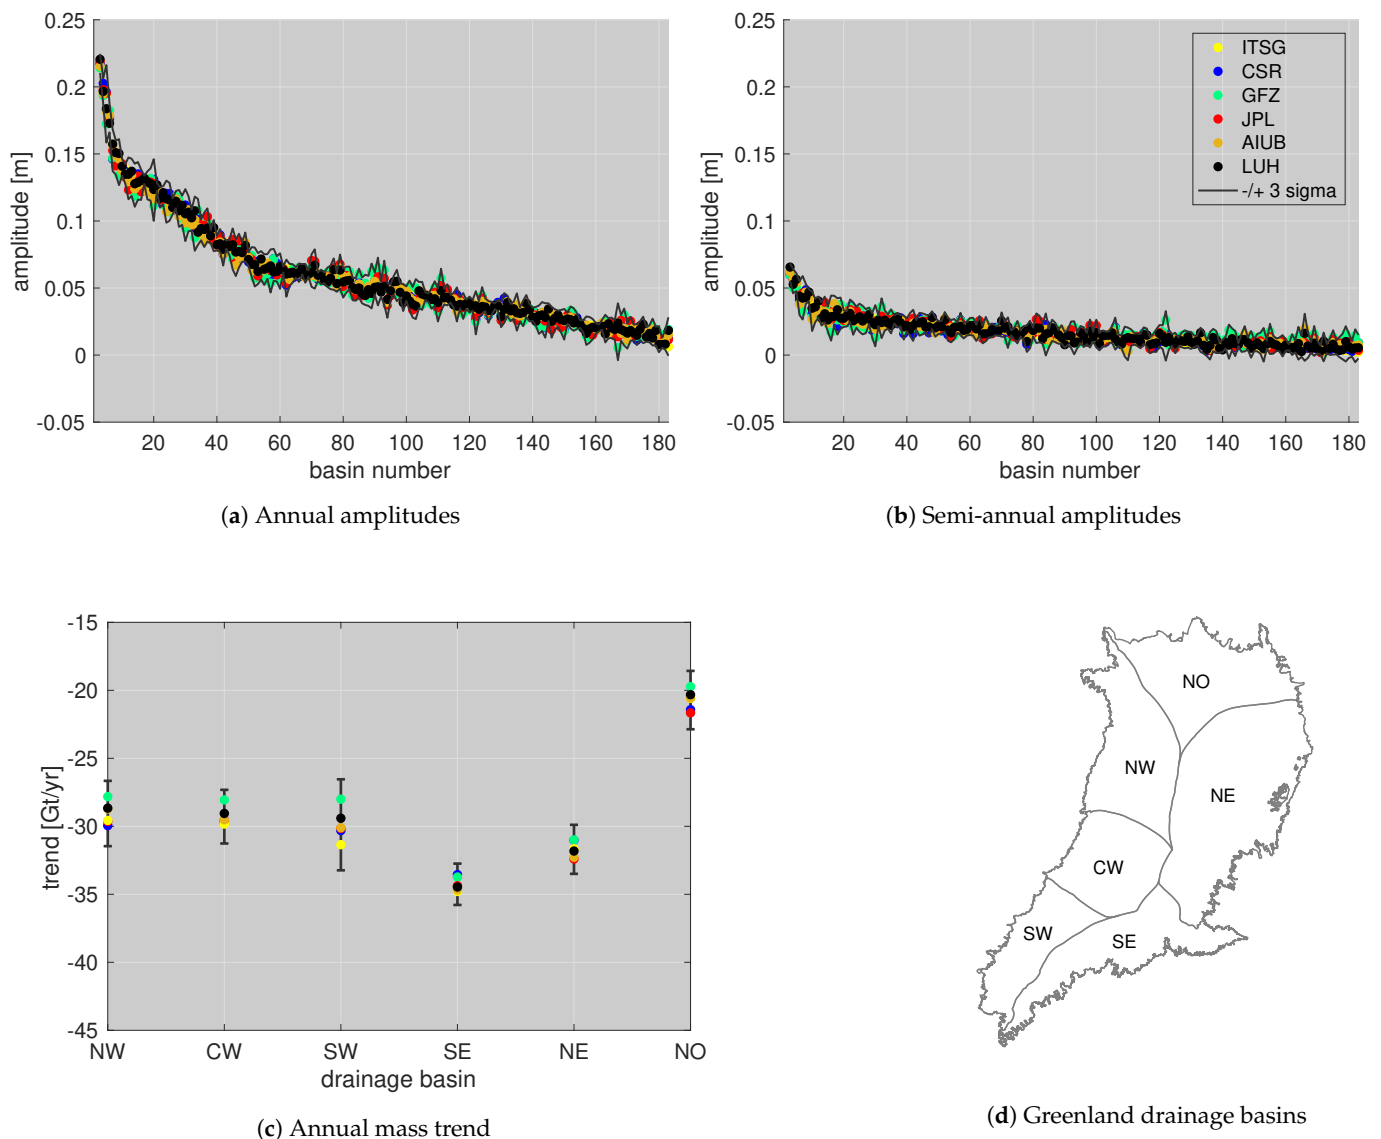 0.25
0.2
0.15
0.1
0.05
0
-0.05
amplitude [m]
20 40 60 80 100 120 140 160 180
basin number
(a) Annual amplitudes
0.25
0.2
0.15
0.1
0.05
0
-0.05
amplitude [m]
ITSG
CSR
GFZ
JPL
AIUB
LUH
-/+ 3 sigma
20 40 60 80 100 120 140 160 180
basin number
(b) Semi-annual amplitudes
-15
-20
-25
-30
-35
-40
-45
trend [Gt/yr]
NW CW SW SE NE NO
drainage basin
(c) Annual mass trend
NO
NW
NE
CW
SW
SE
(d) Greenland drainage basins